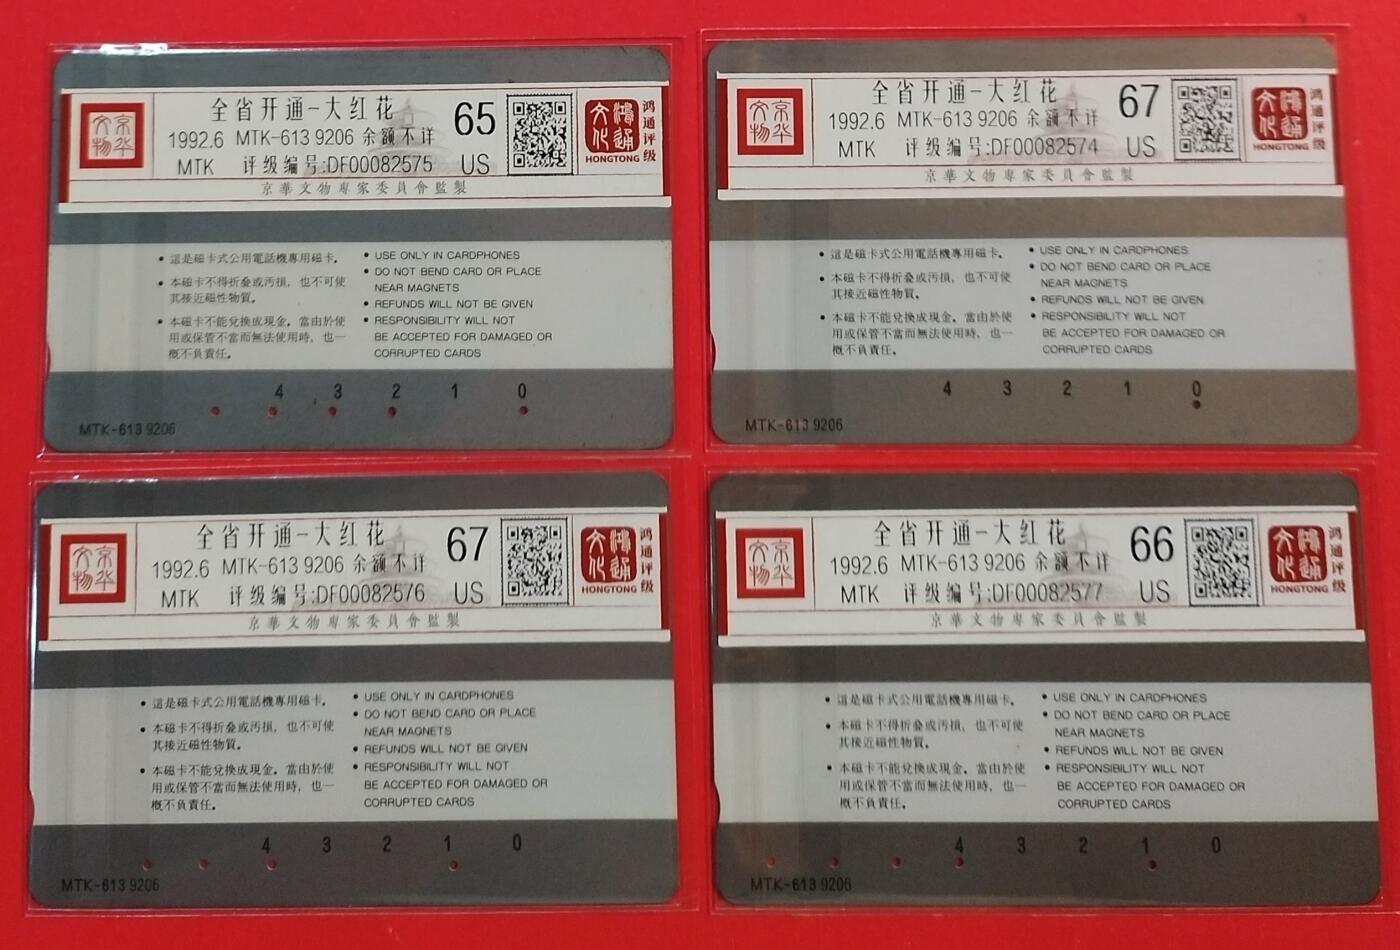 京华文物
全省开通-大红花
1992.6 MTK-613 9206 余额不详
MTK 评级编号:DF00082575
65
US
鸿通文化
HONGTONG
鸿通评级
京華文物專家委員會監製
• 這是磁卡式公用電話機專用磁卡。
• 本磁卡不得折叠或污損，也不可使
其接近磁性物質。
• 本磁卡不能兌換成現金。當由於使
用或保管不當而無法使用時，也一
概不負責任。
• USE ONLY IN CARDPHONES
• DO NOT BEND CARD OR PLACE
NEAR MAGNETS
• REFUNDS WILL NOT BE GIVEN
• RESPONSIBILITY WILL NOT
BE ACCEPTED FOR DAMAGED OR
CORRUPTED CARDS
4 3 2 1 0
MTK-613 9206
京华文物
全省开通-大红花
1992.6 MTK-613 9206 余额不详
MTK 评级编号:DF00082574
67
US
鸿通文化
HONGTONG
鸿通评级
京華文物專家委員會監製
• 這是磁卡式公用電話機專用磁卡。
• 本磁卡不得折叠或污損，也不可使
其接近磁性物質。
• 本磁卡不能兌換成現金。當由於使
用或保管不當而無法使用時，也一
概不負責任。
• USE ONLY IN CARDPHONES
• DO NOT BEND CARD OR PLACE
NEAR MAGNETS
• REFUNDS WILL NOT BE GIVEN
• RESPONSIBILITY WILL NOT
BE ACCEPTED FOR DAMAGED OR
CORRUPTED CARDS
4 3 2 1 0
MTK-613 9206
京华文物
全省开通-大红花
1992.6 MTK-613 9206 余额不详
MTK 评级编号:DF00082576
67
US
鸿通文化
HONGTONG
鸿通评级
京華文物專家委員會監製
• 這是磁卡式公用電話機專用磁卡。
• 本磁卡不得折叠或污損，也不可使
其接近磁性物質。
• 本磁卡不能兌換成現金。當由於使
用或保管不當而無法使用時，也一
概不負責任。
• USE ONLY IN CARDPHONES
• DO NOT BEND CARD OR PLACE
NEAR MAGNETS
• REFUNDS WILL NOT BE GIVEN
• RESPONSIBILITY WILL NOT
BE ACCEPTED FOR DAMAGED OR
CORRUPTED CARDS
4 3 2 1 0
MTK-613 9206
京华文物
全省开通-大红花
1992.6 MTK-613 9206 余额不详
MTK 评级编号:DF00082577
66
US
鸿通文化
HONGTONG
鸿通评级
京華文物專家委員會監製
• 這是磁卡式公用電話機專用磁卡。
• 本磁卡不得折叠或污損，也不可使
其接近磁性物質。
• 本磁卡不能兌換成現金。當由於使
用或保管不當而無法使用時，也一
概不負責任。
• USE ONLY IN CARDPHONES
• DO NOT BEND CARD OR PLACE
NEAR MAGNETS
• REFUNDS WILL NOT BE GIVEN
• RESPONSIBILITY WILL NOT
BE ACCEPTED FOR DAMAGED OR
CORRUPTED CARDS
4 3 2 1 0
MTK-613 9206